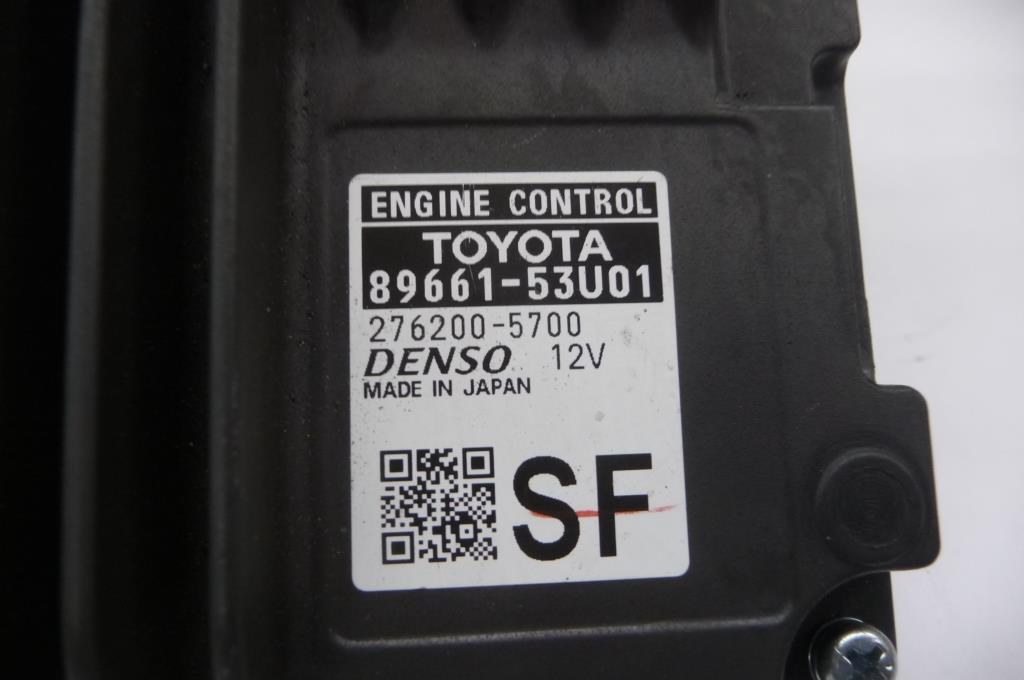 ENGINE CONTROL
TOYOTA
89661-53U01
276200-5700
DENSO 12V
MADE IN JAPAN
SF